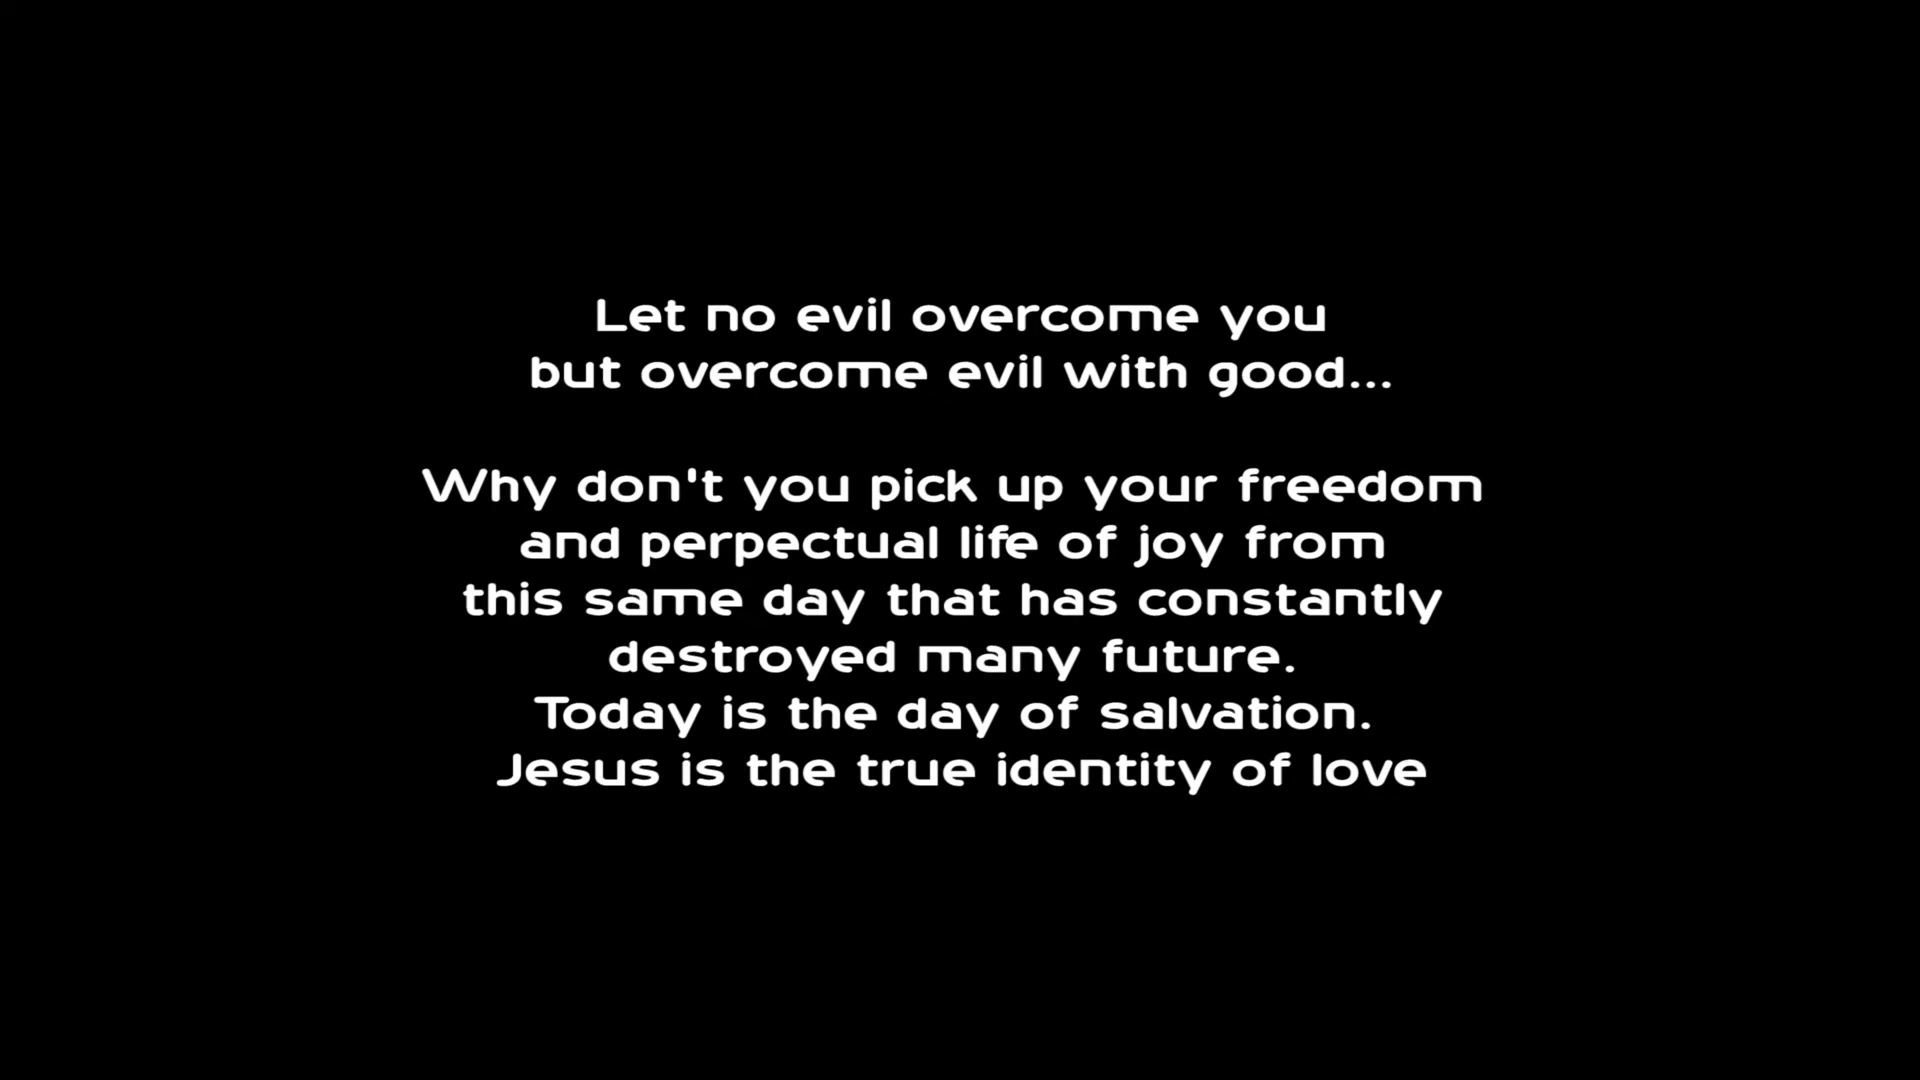 Let no evil overcome you
but overcome evil with good...
Why don't you pick up your freedom
and perpectual life of joy from
this same day that has constantly
destroyed many future.
Today is the day of salvation.
Jesus is the true identity of love